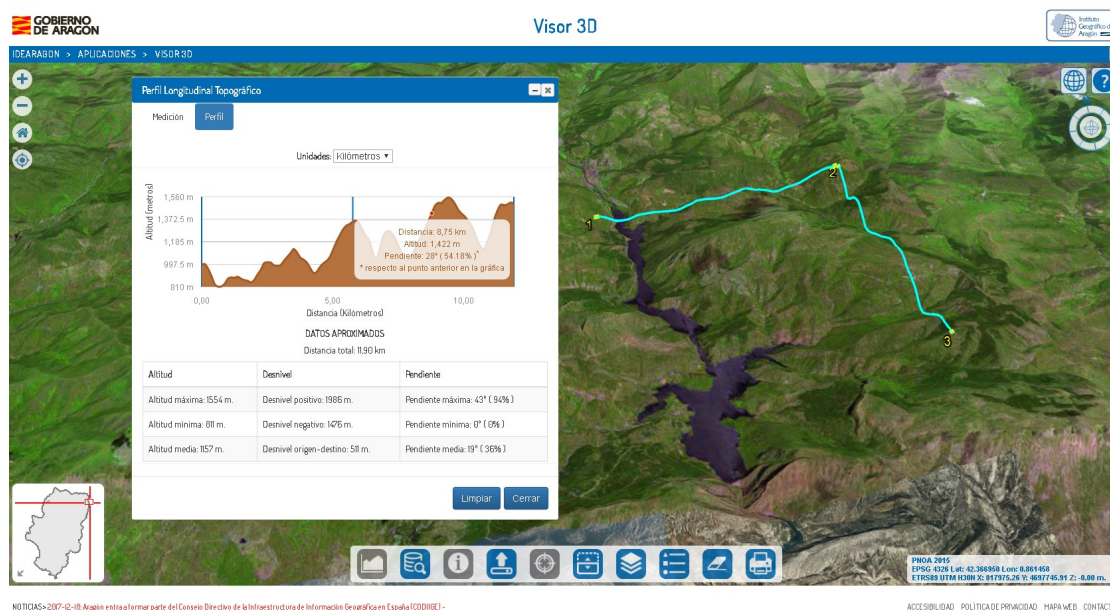 GOBIERNO
DE ARAGON
Visor 3D
Instituto
Geográfico d
Aragón
IDEARAGON > APLICACIONES > VISOR 3D
Perfil Longitudinal Topográfico
Medición Perfil
Unidades: Kilómetros
Altitud (metros)
1,560 m
1,372.5 m
1,185 m
997.5 m
810 m
Distancia: 8,75 km
Altitud: 1,422 m
Pendiente: 28° ( 54.18% )*
* respecto al punto anterior en la gráfica
0,00 5,00 10,00
Distancia (Kilómetros)
DATOS APROXIMADOS
Distancia total: 11,90 km
Altitud Desnivel Pendiente
Altitud máxima: 1554 m. Desnivel positivo: 1986 m. Pendiente máxima: 43° ( 94% )
Altitud mínima: 811 m. Desnivel negativo: 1476 m. Pendiente mínima: 0° ( 0% )
Altitud media: 1157 m. Desnivel origen-destino: 511 m. Pendiente media: 19° ( 36% )
Limpiar Cerrar
1
2
3
PNOA 2015
EPSG 4326 Lat: 42.366950 Lon: 0.861458
ETRS89 UTM H30N X: 817975.26 Y: 4697745.91 Z: -0.00 m.
NOTICIAS > 2017-12-18: Aragón entra a formar parte del Consejo Directivo de la Infraestructura de Información Geográfica en España (CODIIGE) -
ACCESIBILIDAD POLÍTICA DE PRIVACIDAD MAPA WEB CONTACT